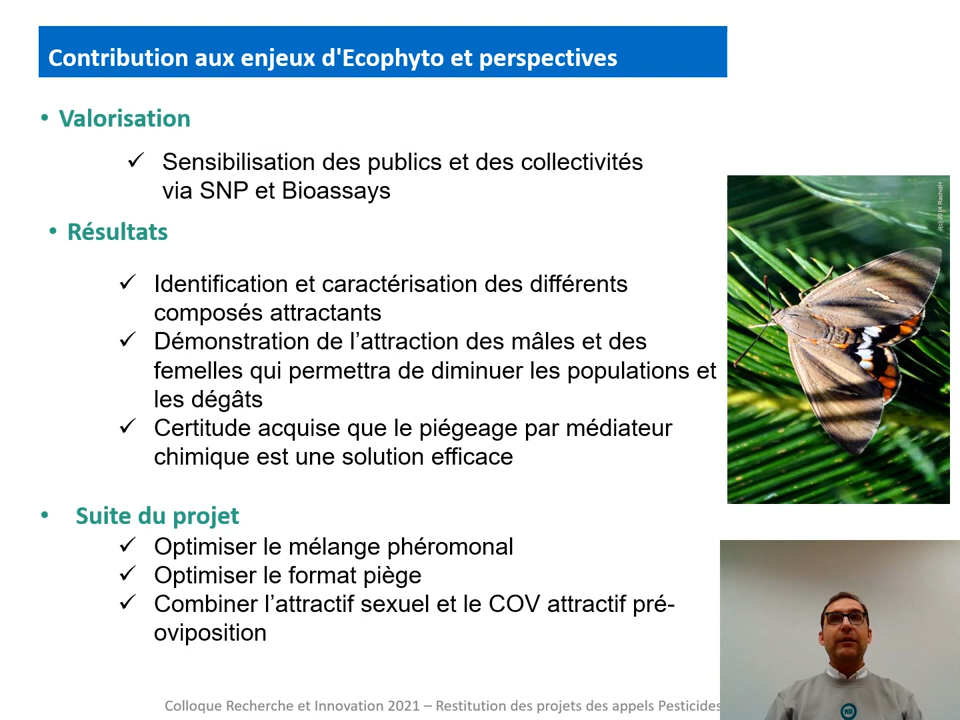 Contribution aux enjeux d'Ecophyto et perspectives
• Valorisation
✓ Sensibilisation des publics et des collectivités
via SNP et Bioassays
• Résultats
✓ Identification et caractérisation des différents
composés attractants
✓ Démonstration de l’attraction des mâles et des
femelles qui permettra de diminuer les populations et
les dégâts
✓ Certitude acquise que le piégeage par médiateur
chimique est une solution efficace
• Suite du projet
✓ Optimiser le mélange phéromonal
✓ Optimiser le format piège
✓ Combiner l’attractif sexuel et le COV attractif pré-
oviposition
Colloque Recherche et Innovation 2021 – Restitution des projets des appels Pesticides